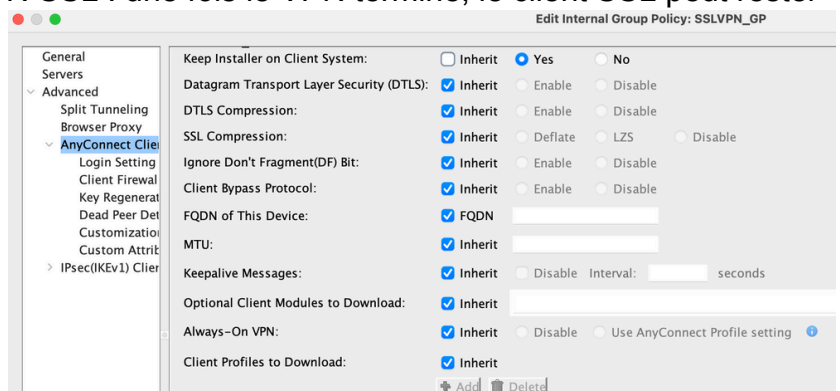 Edit Internal Group Policy: SSLVPN_GP
General
Servers
Advanced
Split Tunneling
Browser Proxy
AnyConnect Clie
Login Setting
Client Firewal
Key Regenerat
Dead Peer Det
Customizatio
Custom Attrib
IPsec(IKEv1) Clier
Keep Installer on Client System: Inherit Yes No
Datagram Transport Layer Security (DTLS): Inherit Enable Disable
DTLS Compression: Inherit Enable Disable
SSL Compression: Inherit Deflate LZS Disable
Ignore Don't Fragment(DF) Bit: Inherit Enable Disable
Client Bypass Protocol: Inherit Enable Disable
FQDN of This Device: FQDN
MTU: Inherit
Keepalive Messages: Inherit Disable Interval: seconds
Optional Client Modules to Download: Inherit
Always-On VPN: Inherit Disable Use AnyConnect Profile setting
Client Profiles to Download: Inherit
Add Delete